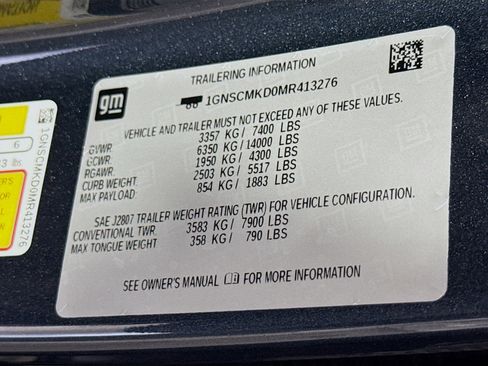 gm
TRAILERING INFORMATION
1GNSCMKD0MR413276
VEHICLE AND TRAILER MUST NOT EXCEED ANY OF THESE VALUES.
GVWR: 3357 KG / 7400 LBS
GCWR: 6350 KG / 14000 LBS
RGAWR: 1950 KG / 4300 LBS
CURB WEIGHT: 2503 KG / 5517 LBS
MAX PAYLOAD: 854 KG / 1883 LBS
SAE J2807 TRAILER WEIGHT RATING (TWR) FOR VEHICLE CONFIGURATION.
CONVENTIONAL TWR: 3583 KG / 7900 LBS
MAX TONGUE WEIGHT 358 KG / 790 LBS
SEE OWNER'S MANUAL FOR MORE INFORMATION
6
lbs
1GNSCMKD0MR413276